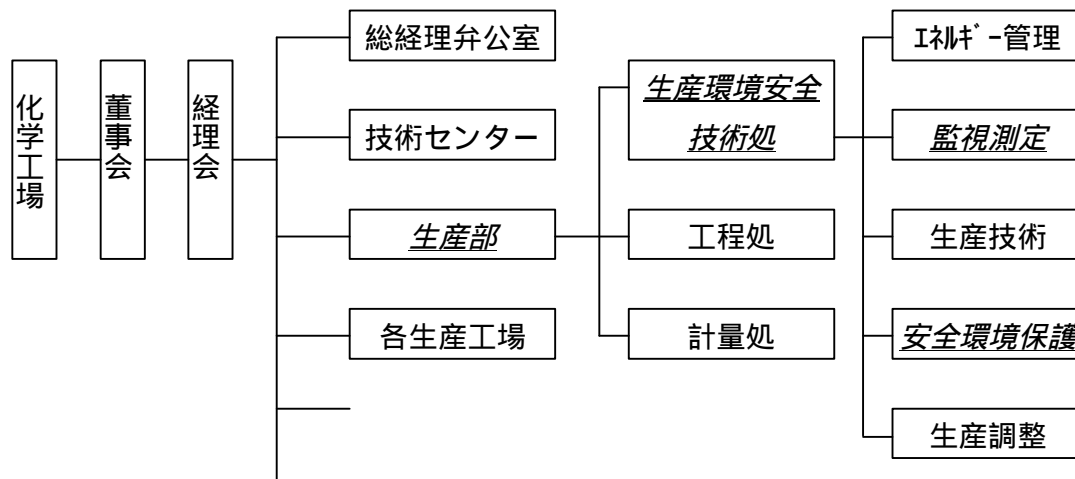 化学工場
董事会
経理会
総経理弁公室
技術センター
生産部
各生産工場
生産環境安全
技術処
工程処
計量処
ｴﾈﾙｷﾞｰ管理
監視測定
生産技術
安全環境保護
生産調整